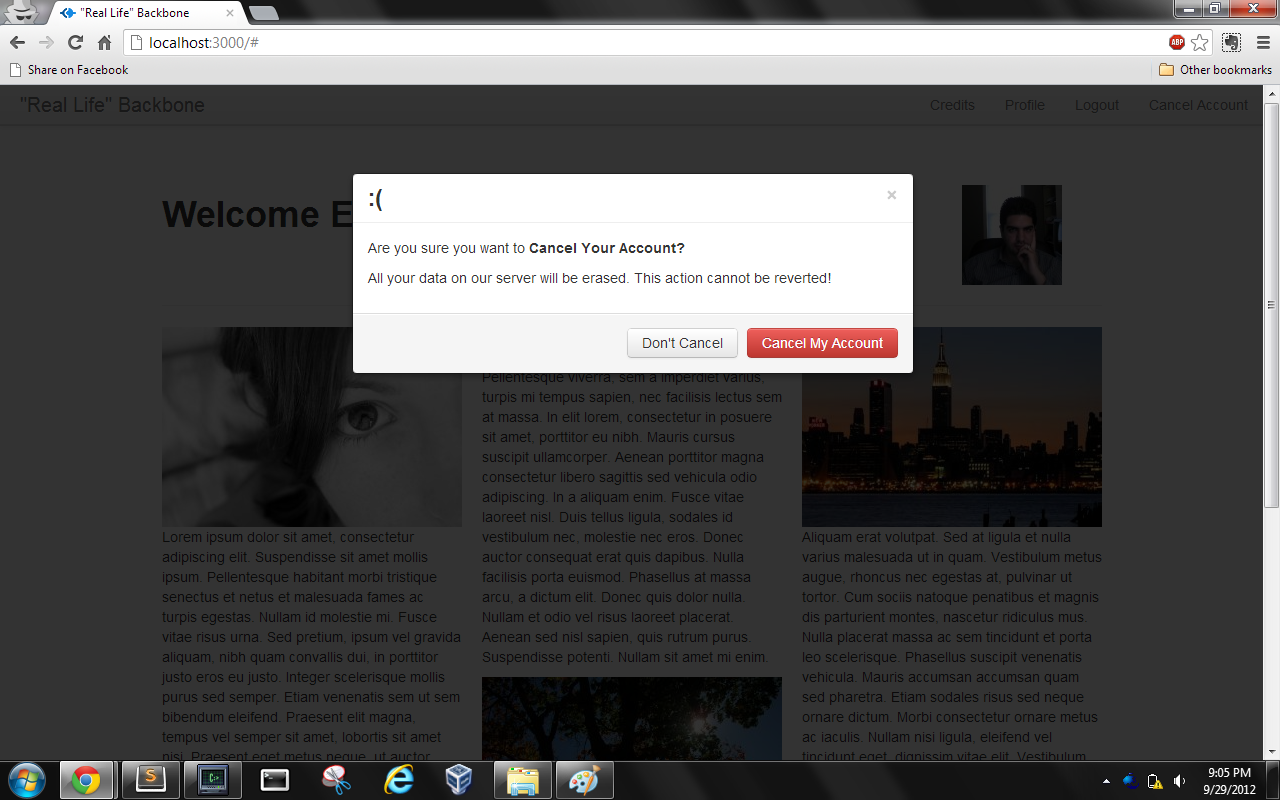 "Real Life" Backbone
localhost:3000/#
ABP
Share on Facebook
Other bookmarks
"Real Life" Backbone
Credits
Profile
Logout
Cancel Account
Welcome E
:(
×
Are you sure you want to Cancel Your Account?
All your data on our server will be erased. This action cannot be reverted!
Don't Cancel
Cancel My Account
Lorem ipsum dolor sit amet, consectetur
adipiscing elit. Suspendisse sit amet mollis
ipsum. Pellentesque habitant morbi tristique
senectus et netus et malesuada fames ac
turpis egestas. Nullam id molestie mi. Fusce
vitae risus urna. Sed pretium, ipsum vel gravida
aliquam, nibh quam convallis dui, in porttitor
justo eros eu justo. Integer scelerisque mollis
purus sed semper. Etiam venenatis sem ut sem
bibendum eleifend. Praesent elit magna,
tempus vel semper sit amet, lobortis sit amet
nisi. Praesent eget metus neque, ut auctor
Pellentesque viverra, sem a imperdiet varius,
turpis mi tempus sapien, nec facilisis lectus sem
at massa. In elit lorem, consectetur in posuere
sit amet, porttitor eu nibh. Mauris cursus
suscipit ullamcorper. Aenean porttitor magna
consectetur libero sagittis sed vehicula odio
adipiscing. In a aliquam enim. Fusce vitae
laoreet nisl. Duis tellus ligula, sodales id
vestibulum nec, molestie nec eros. Donec
auctor consequat erat quis dapibus. Nulla
facilisis porta euismod. Phasellus at massa
arcu, a dictum elit. Donec quis dolor nulla.
Nullam et odio vel risus laoreet placerat.
Aenean sed nisl sapien, quis rutrum purus.
Suspendisse potenti. Nullam sit amet mi enim.
Aliquam erat volutpat. Sed at ligula et nulla
varius malesuada ut in quam. Vestibulum metus
augue, rhoncus nec egestas at, pulvinar ut
tortor. Cum sociis natoque penatibus et magnis
dis parturient montes, nascetur ridiculus mus.
Nulla placerat massa ac sem tincidunt et porta
leo scelerisque. Phasellus suscipit venenatis
vehicula. Mauris accumsan accumsan quam
sed pharetra. Etiam sodales risus sed neque
ornare dictum. Morbi consectetur ornare metus
ac iaculis. Nullam nisi ligula, eleifend vel
tincidunt eget, dignissim vitae elit. Vestibulum
9:05 PM
9/29/2012